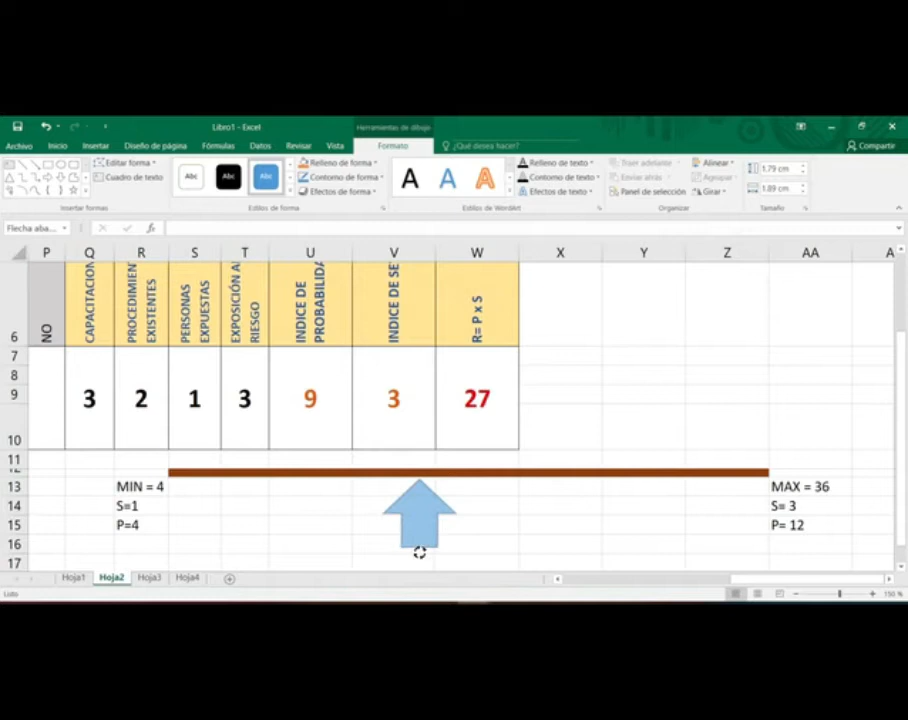 Libro1 - Excel
Herramientas de dibujo
Archivo Inicio Insertar Diseño de página Fórmulas Datos Revisar Vista Formato ¿Qué desea hacer? Compartir
Editar forma
Cuadro de texto
Insertar formas
Abc Abc Abc
Relleno de forma
Contorno de forma
Efectos de forma
Estilos de forma
A A A
Relleno de texto
Contorno de texto
Efectos de texto
Estilos de WordArt
Traer adelante
Enviar atrás
Panel de selección
Alinear
Agrupar
Girar
Organizar
1.79 cm
1.89 cm
Tamaño
Flecha aba... fx
P Q R S T U V W X Y Z AA A
6 NO
CAPACITACION
PROCEDIMIEN
EXISTENTES
PERSONAS
EXPUESTAS
EXPOSICIÓN A
RIESGO
INDICE DE
PROBABILIDA
INDICE DE SE
R= P x S
7
8
9 3 2 1 3 9 3 27
10
11
12
13 MIN = 4 MAX = 36
14 S=1 S= 3
15 P=4 P= 12
16
17
Hoja1 Hoja2 Hoja3 Hoja4
Listo 150 %